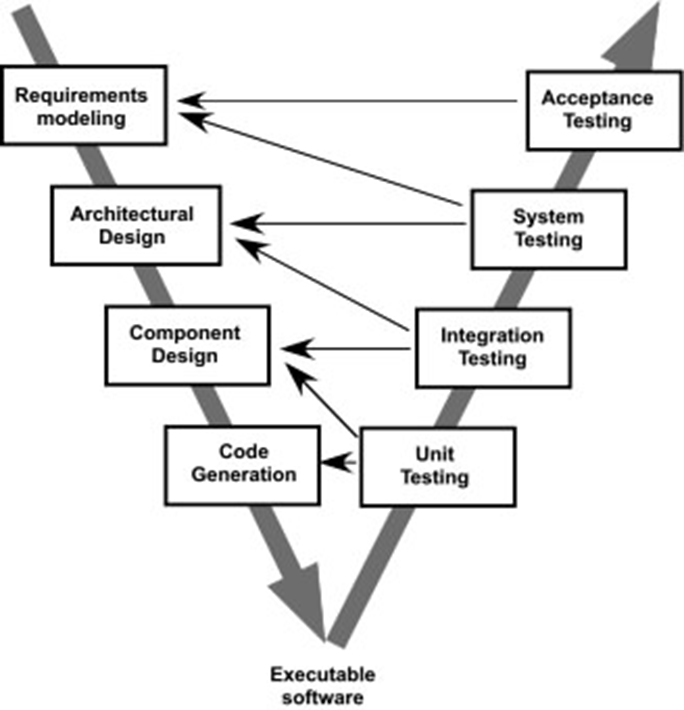 Requirements
modeling
Acceptance
Testing
Architectural
Design
System
Testing
Component
Design
Integration
Testing
Code
Generation
Unit
Testing
Executable
software